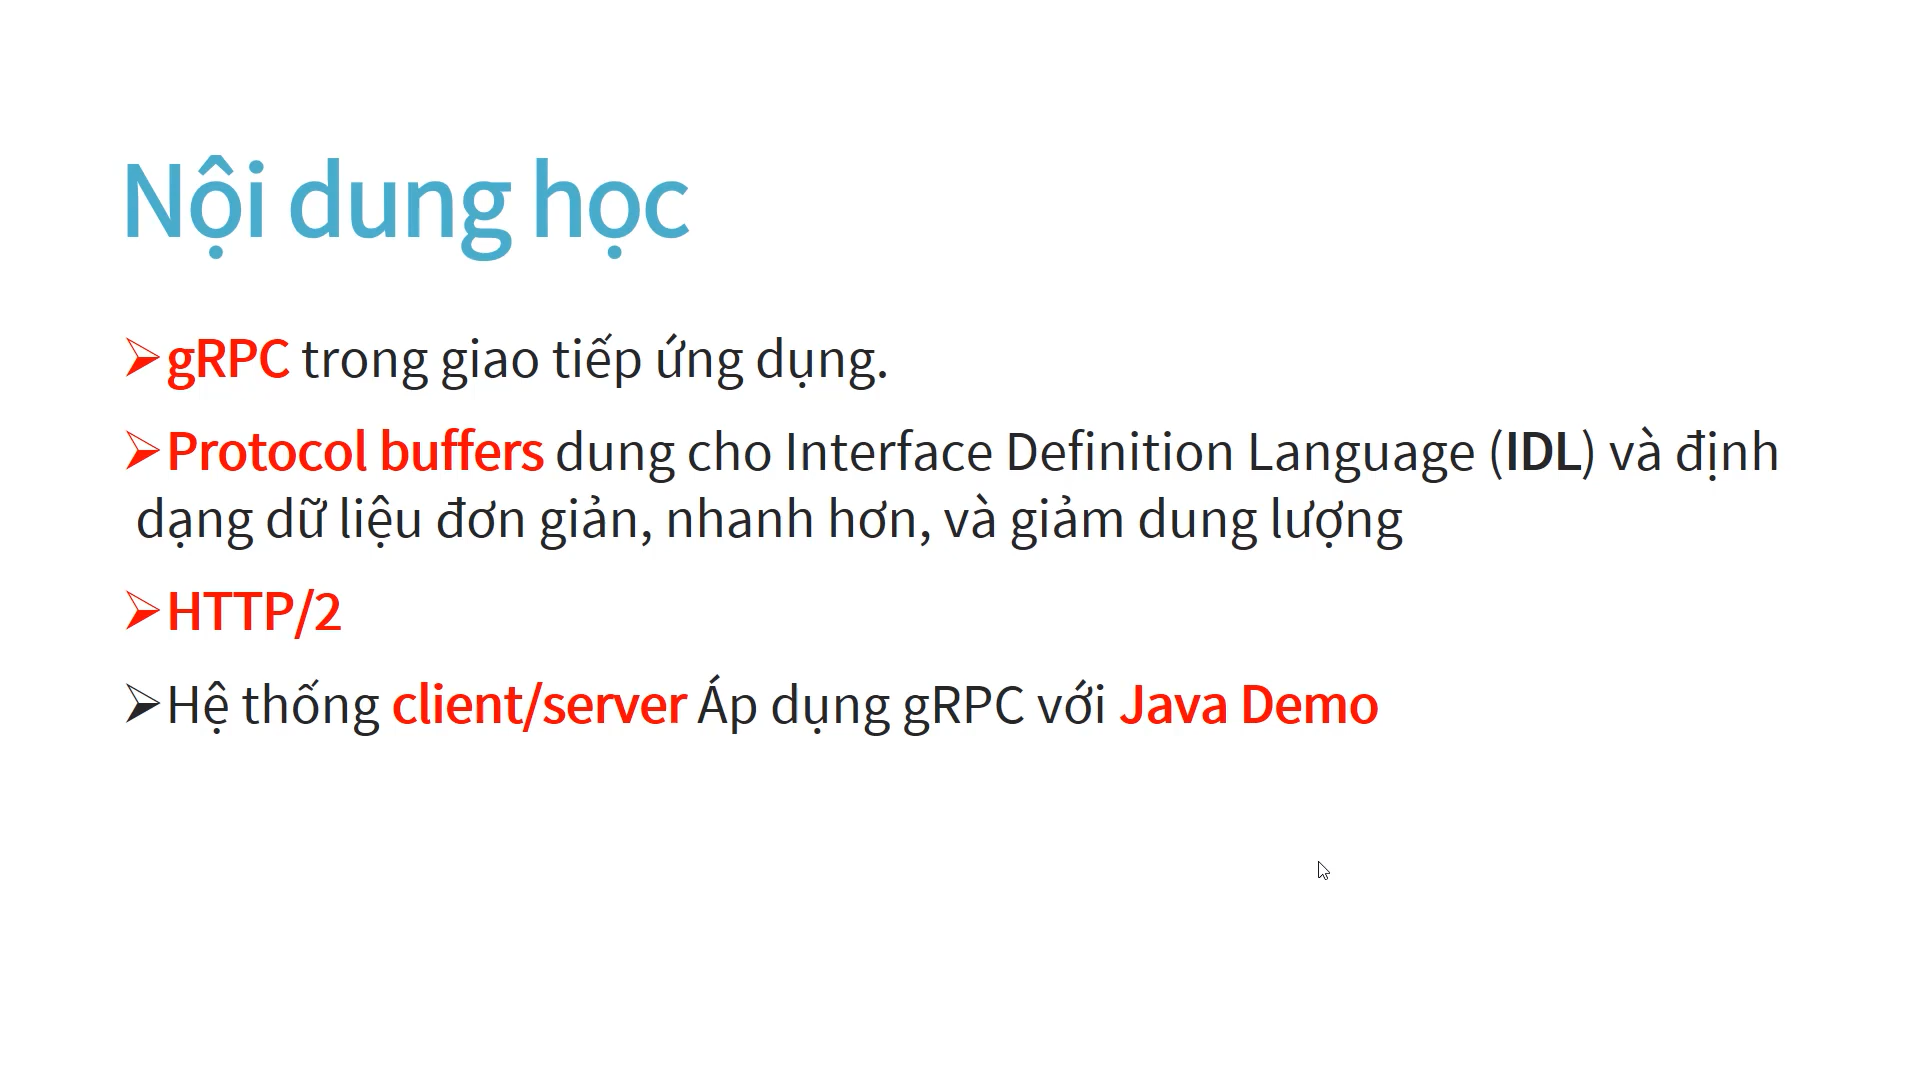 Nội dung học
➢gRPC trong giao tiếp ứng dụng.
➢Protocol buffers dung cho Interface Definition Language (IDL) và định
dạng dữ liệu đơn giản, nhanh hơn, và giảm dung lượng
➢HTTP/2
➢Hệ thống client/server Áp dụng gRPC với Java Demo